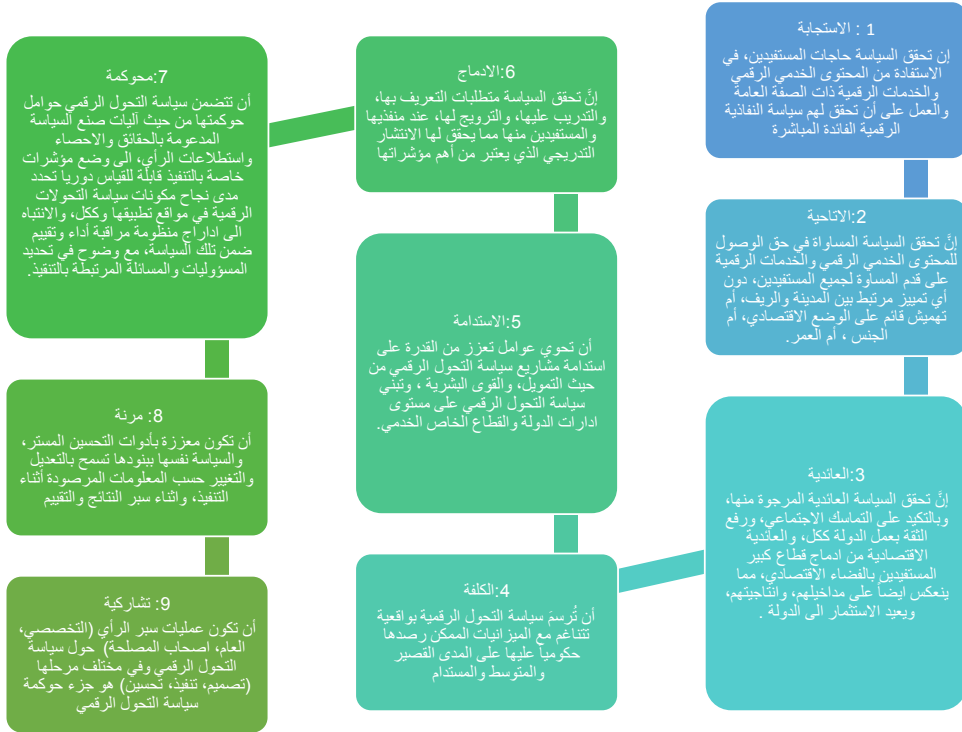 1 : الاستجابة
إن تحقق السياسة حاجات المستفيدين، في
الاستفادة من المحتوى الخدمي الرقمي
والخدمات الرقمية ذات الصفة العامة
والعمل على أن تحقق لهم سياسة النفاذية
الرقمية الفائدة المباشرة
2:الاتاحية
إنَّ تحقق السياسة المساواة في حق الوصول
للمحتوى الخدمي الرقمي والخدمات الرقمية
على قدم المساوة لجميع المستفيدين، دون
أي تمييز مرتبط بين المدينة والريف، أم
تهميش قائم على الوضع الاقتصادي، أم
الجنس ، أم العمر.
3:العائدية
إنَّ تحقق السياسة العائدية المرجوة منها،
وبالتكيد على التماسك الاجتماعي، ورفع
الثقة بعمل الدولة ككل، والعائدية
الاقتصادية من ادماج قطاع كبير
المستفيدين بالفضاء الاقتصادي، مما
ينعكس ايضاً على مداخيلهم، وانتاجيتهم،
ويعيد الاستثمار الى الدولة .
4:الكلفة
أن تُرسمَ سياسة التحول الرقمية بواقعية
تتناغم مع الميزانيات الممكن رصدها
حكومياً عليها على المدى القصير
والمتوسط والمستدام
5:الاستدامة
أن تحوي عوامل تعزز من القدرة على
استدامة مشاريع سياسة التحول الرقمي من
حيث التمويل، والقوى البشرية ، وتبني
سياسة التحول الرقمي على مستوى
ادارات الدولة والقطاع الخاص الخدمي.
6:الادماج
إنَّ تحقق السياسة متطلبات التعريف بها،
والتدريب عليها، والترويج لها، عند منفذيها
والمستفيدين منها مما يحقق لها الانتشار
التدريجي الذي يعتبر من أهم مؤشراتها
7:محوكمة
أن تتضمن سياسة التحول الرقمي حوامل
حوكمتها من حيث آليات صنع السياسة
المدعومة بالحقائق والاحصاء
واستطلاعات الرأي، الى وضع مؤشرات
خاصة بالتنفيذ قابلة للقياس دوريا تحدد
مدى نجاح مكونات سياسة التحولات
الرقمية في مواقع تطبيقها وككل، والانتباه
الى اداراج منظومة مراقبة أداء وتقييم
ضمن تلك السياسة، مع وضوح في تحديد
المسؤوليات والمسائلة المرتبطة بالتنقيذ.
8: مرنة
أن تكون معززة بأدوات التحسين المستر،
والسياسة نفسها ببنودها تسمح بالتعديل
والتغيير حسب المعلومات المرصودة أثناء
التنفيذ، واثناء سبر النتائج والتقييم
9: تشاركية
أن تكون عمليات سبر الرأي (التخصصي،
العام، اصحاب المصلحة) حول سياسة
التحول الرقمي وفي مختلف مرحلها
(تصميم، تنفيذ، تحسين) هو جزء حوكمة
سياسة التحول الرقمي